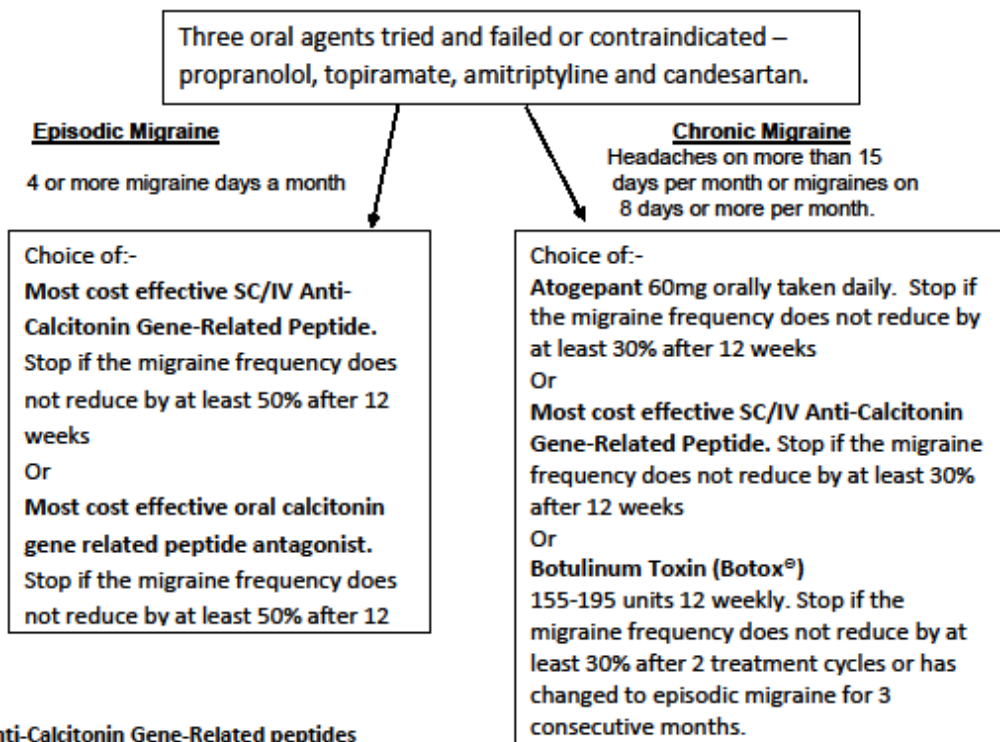 Three oral agents tried and failed or contraindicated –
propranolol, topiramate, amitriptyline and candesartan.
Episodic Migraine
4 or more migraine days a month
Choice of:-
Most cost effective SC/IV Anti-
Calcitonin Gene-Related Peptide.
Stop if the migraine frequency does
not reduce by at least 50% after 12
weeks
Or
Most cost effective oral calcitonin
gene related peptide antagonist.
Stop if the migraine frequency does
not reduce by at least 50% after 12
Chronic Migraine
Headaches on more than 15
days per month or migraines on
8 days or more per month.
Choice of:-
Atogepant 60mg orally taken daily. Stop if
the migraine frequency does not reduce by
at least 30% after 12 weeks
Or
Most cost effective SC/IV Anti-Calcitonin
Gene-Related Peptide. Stop if the migraine
frequency does not reduce by at least 30%
after 12 weeks
Or
Botulinum Toxin (Botox®)
155-195 units 12 weekly. Stop if the
migraine frequency does not reduce by at
least 30% after 2 treatment cycles or has
changed to episodic migraine for 3
consecutive months.
nti-Calcitonin Gene-Related peptides